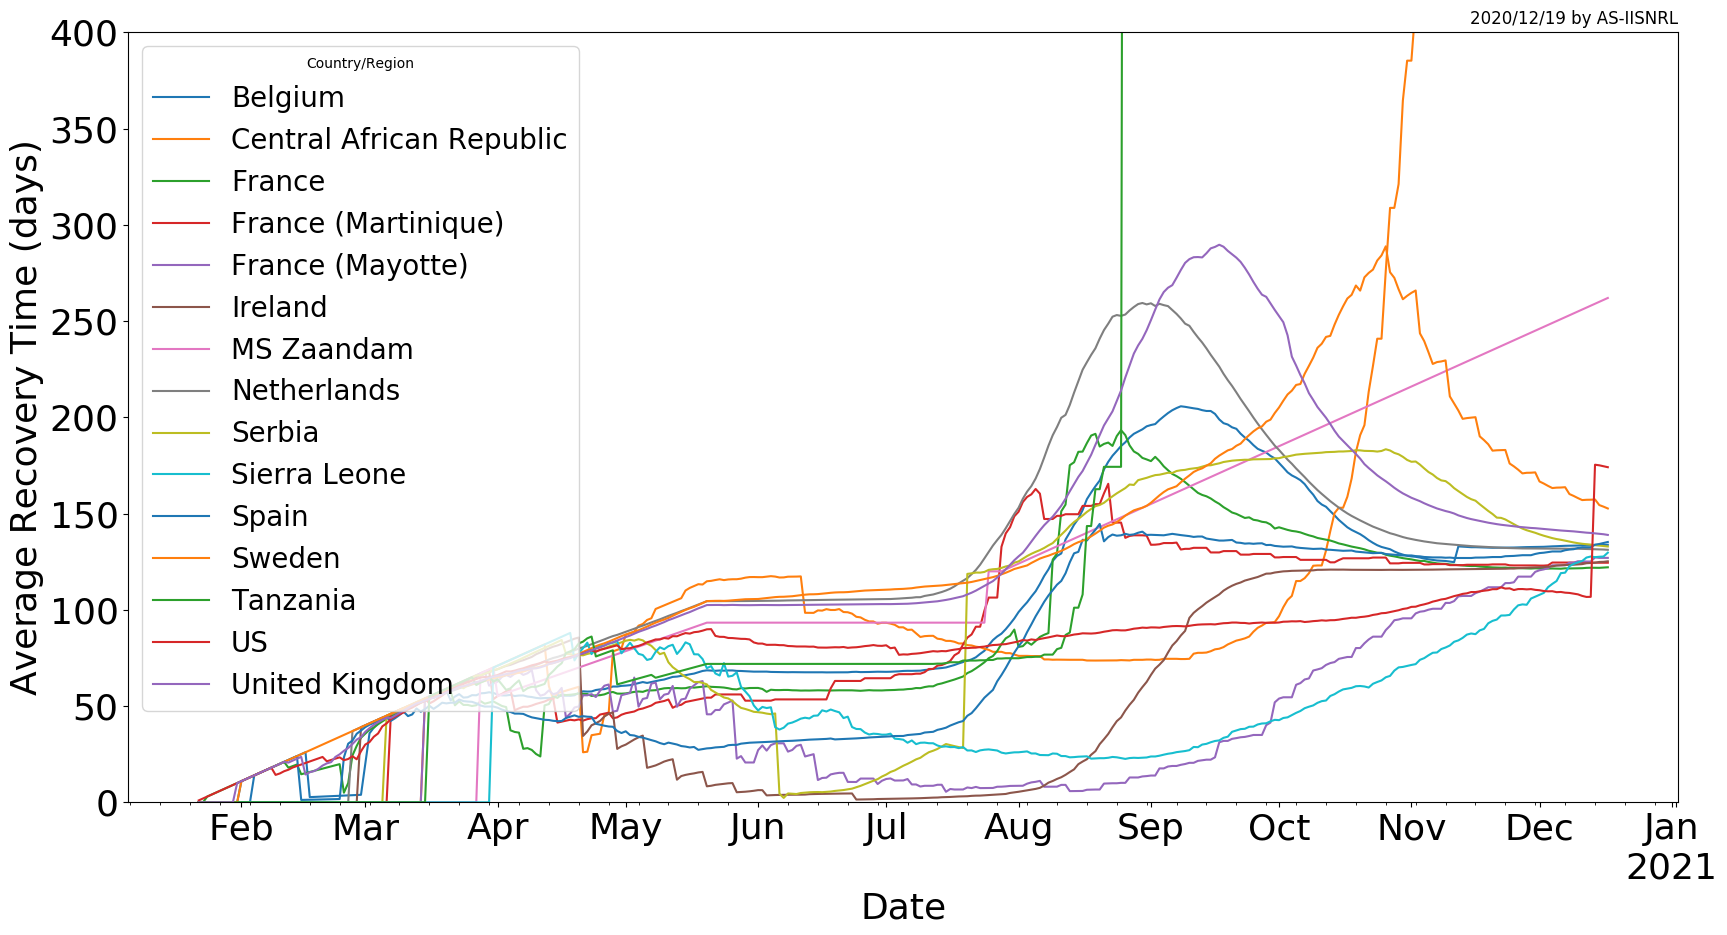 2020/12/19 by AS-IISNRL
400
350
300
250
200
150
100
50
0
Average Recovery Time (days)
Country/Region
Belgium
Central African Republic
France
France (Martinique)
France (Mayotte)
Ireland
MS Zaandam
Netherlands
Serbia
Sierra Leone
Spain
Sweden
Tanzania
US
United Kingdom
Feb Mar Apr May Jun Jul Aug Sep Oct Nov Dec Jan
2021
Date